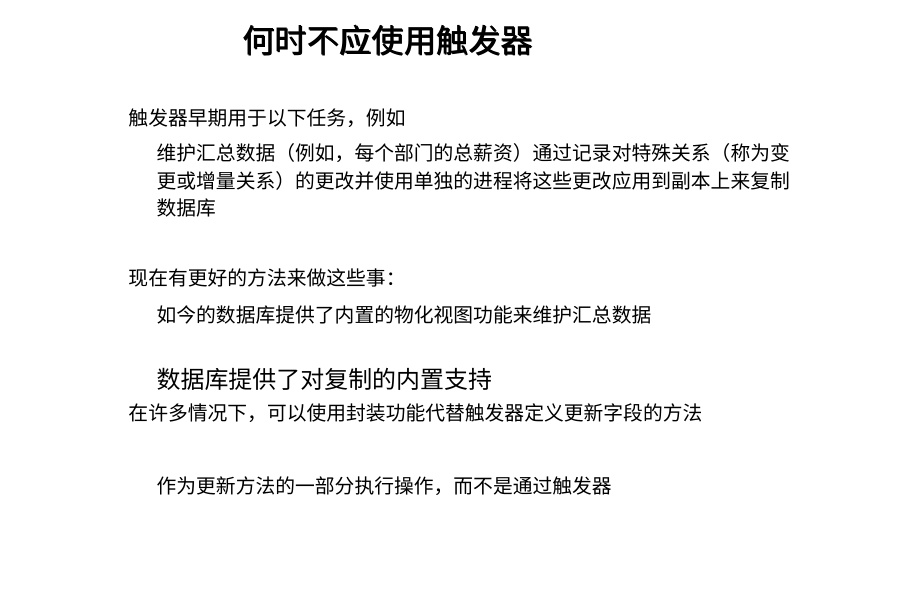 何时不应使用触发器
触发器早期用于以下任务，例如
维护汇总数据（例如，每个部门的总薪资）通过记录对特殊关系（称为变
更或增量关系）的更改并使用单独的进程将这些更改应用到副本上来复制
数据库
现在有更好的方法来做这些事：
如今的数据库提供了内置的物化视图功能来维护汇总数据
数据库提供了对复制的内置支持
在许多情况下，可以使用封装功能代替触发器定义更新字段的方法
作为更新方法的一部分执行操作，而不是通过触发器